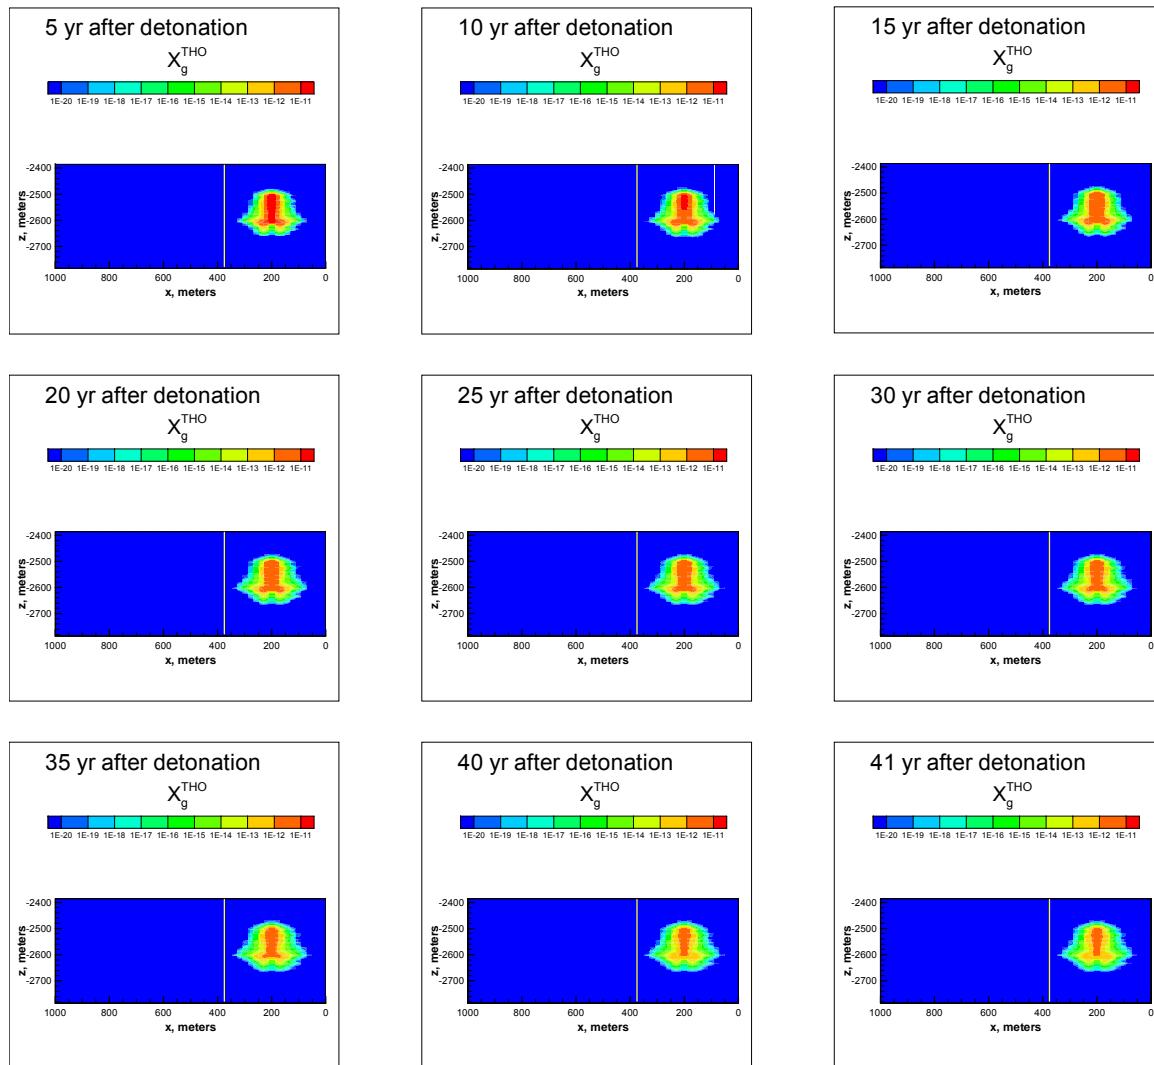 5 yr after detonation
X_g^THO
1E-20 1E-19 1E-18 1E-17 1E-16 1E-15 1E-14 1E-13 1E-12 1E-11
-2400
-2500
-2600
-2700
z, meters
1000 800 600 400 200 0
x, meters
10 yr after detonation
X_g^THO
1E-20 1E-19 1E-18 1E-17 1E-16 1E-15 1E-14 1E-13 1E-12 1E-11
-2400
-2500
-2600
-2700
z, meters
1000 800 600 400 200 0
x, meters
15 yr after detonation
X_g^THO
1E-20 1E-19 1E-18 1E-17 1E-16 1E-15 1E-14 1E-13 1E-12 1E-11
-2400
-2500
-2600
-2700
z, meters
1000 800 600 400 200 0
x, meters
20 yr after detonation
X_g^THO
1E-20 1E-19 1E-18 1E-17 1E-16 1E-15 1E-14 1E-13 1E-12 1E-11
-2400
-2500
-2600
-2700
z, meters
1000 800 600 400 200 0
x, meters
25 yr after detonation
X_g^THO
1E-20 1E-19 1E-18 1E-17 1E-16 1E-15 1E-14 1E-13 1E-12 1E-11
-2400
-2500
-2600
-2700
z, meters
1000 800 600 400 200 0
x, meters
30 yr after detonation
X_g^THO
1E-20 1E-19 1E-18 1E-17 1E-16 1E-15 1E-14 1E-13 1E-12 1E-11
-2400
-2500
-2600
-2700
z, meters
1000 800 600 400 200 0
x, meters
35 yr after detonation
X_g^THO
1E-20 1E-19 1E-18 1E-17 1E-16 1E-15 1E-14 1E-13 1E-12 1E-11
-2400
-2500
-2600
-2700
z, meters
1000 800 600 400 200 0
x, meters
40 yr after detonation
X_g^THO
1E-20 1E-19 1E-18 1E-17 1E-16 1E-15 1E-14 1E-13 1E-12 1E-11
-2400
-2500
-2600
-2700
z, meters
1000 800 600 400 200 0
x, meters
41 yr after detonation
X_g^THO
1E-20 1E-19 1E-18 1E-17 1E-16 1E-15 1E-14 1E-13 1E-12 1E-11
-2400
-2500
-2600
-2700
z, meters
1000 800 600 400 200 0
x, meters